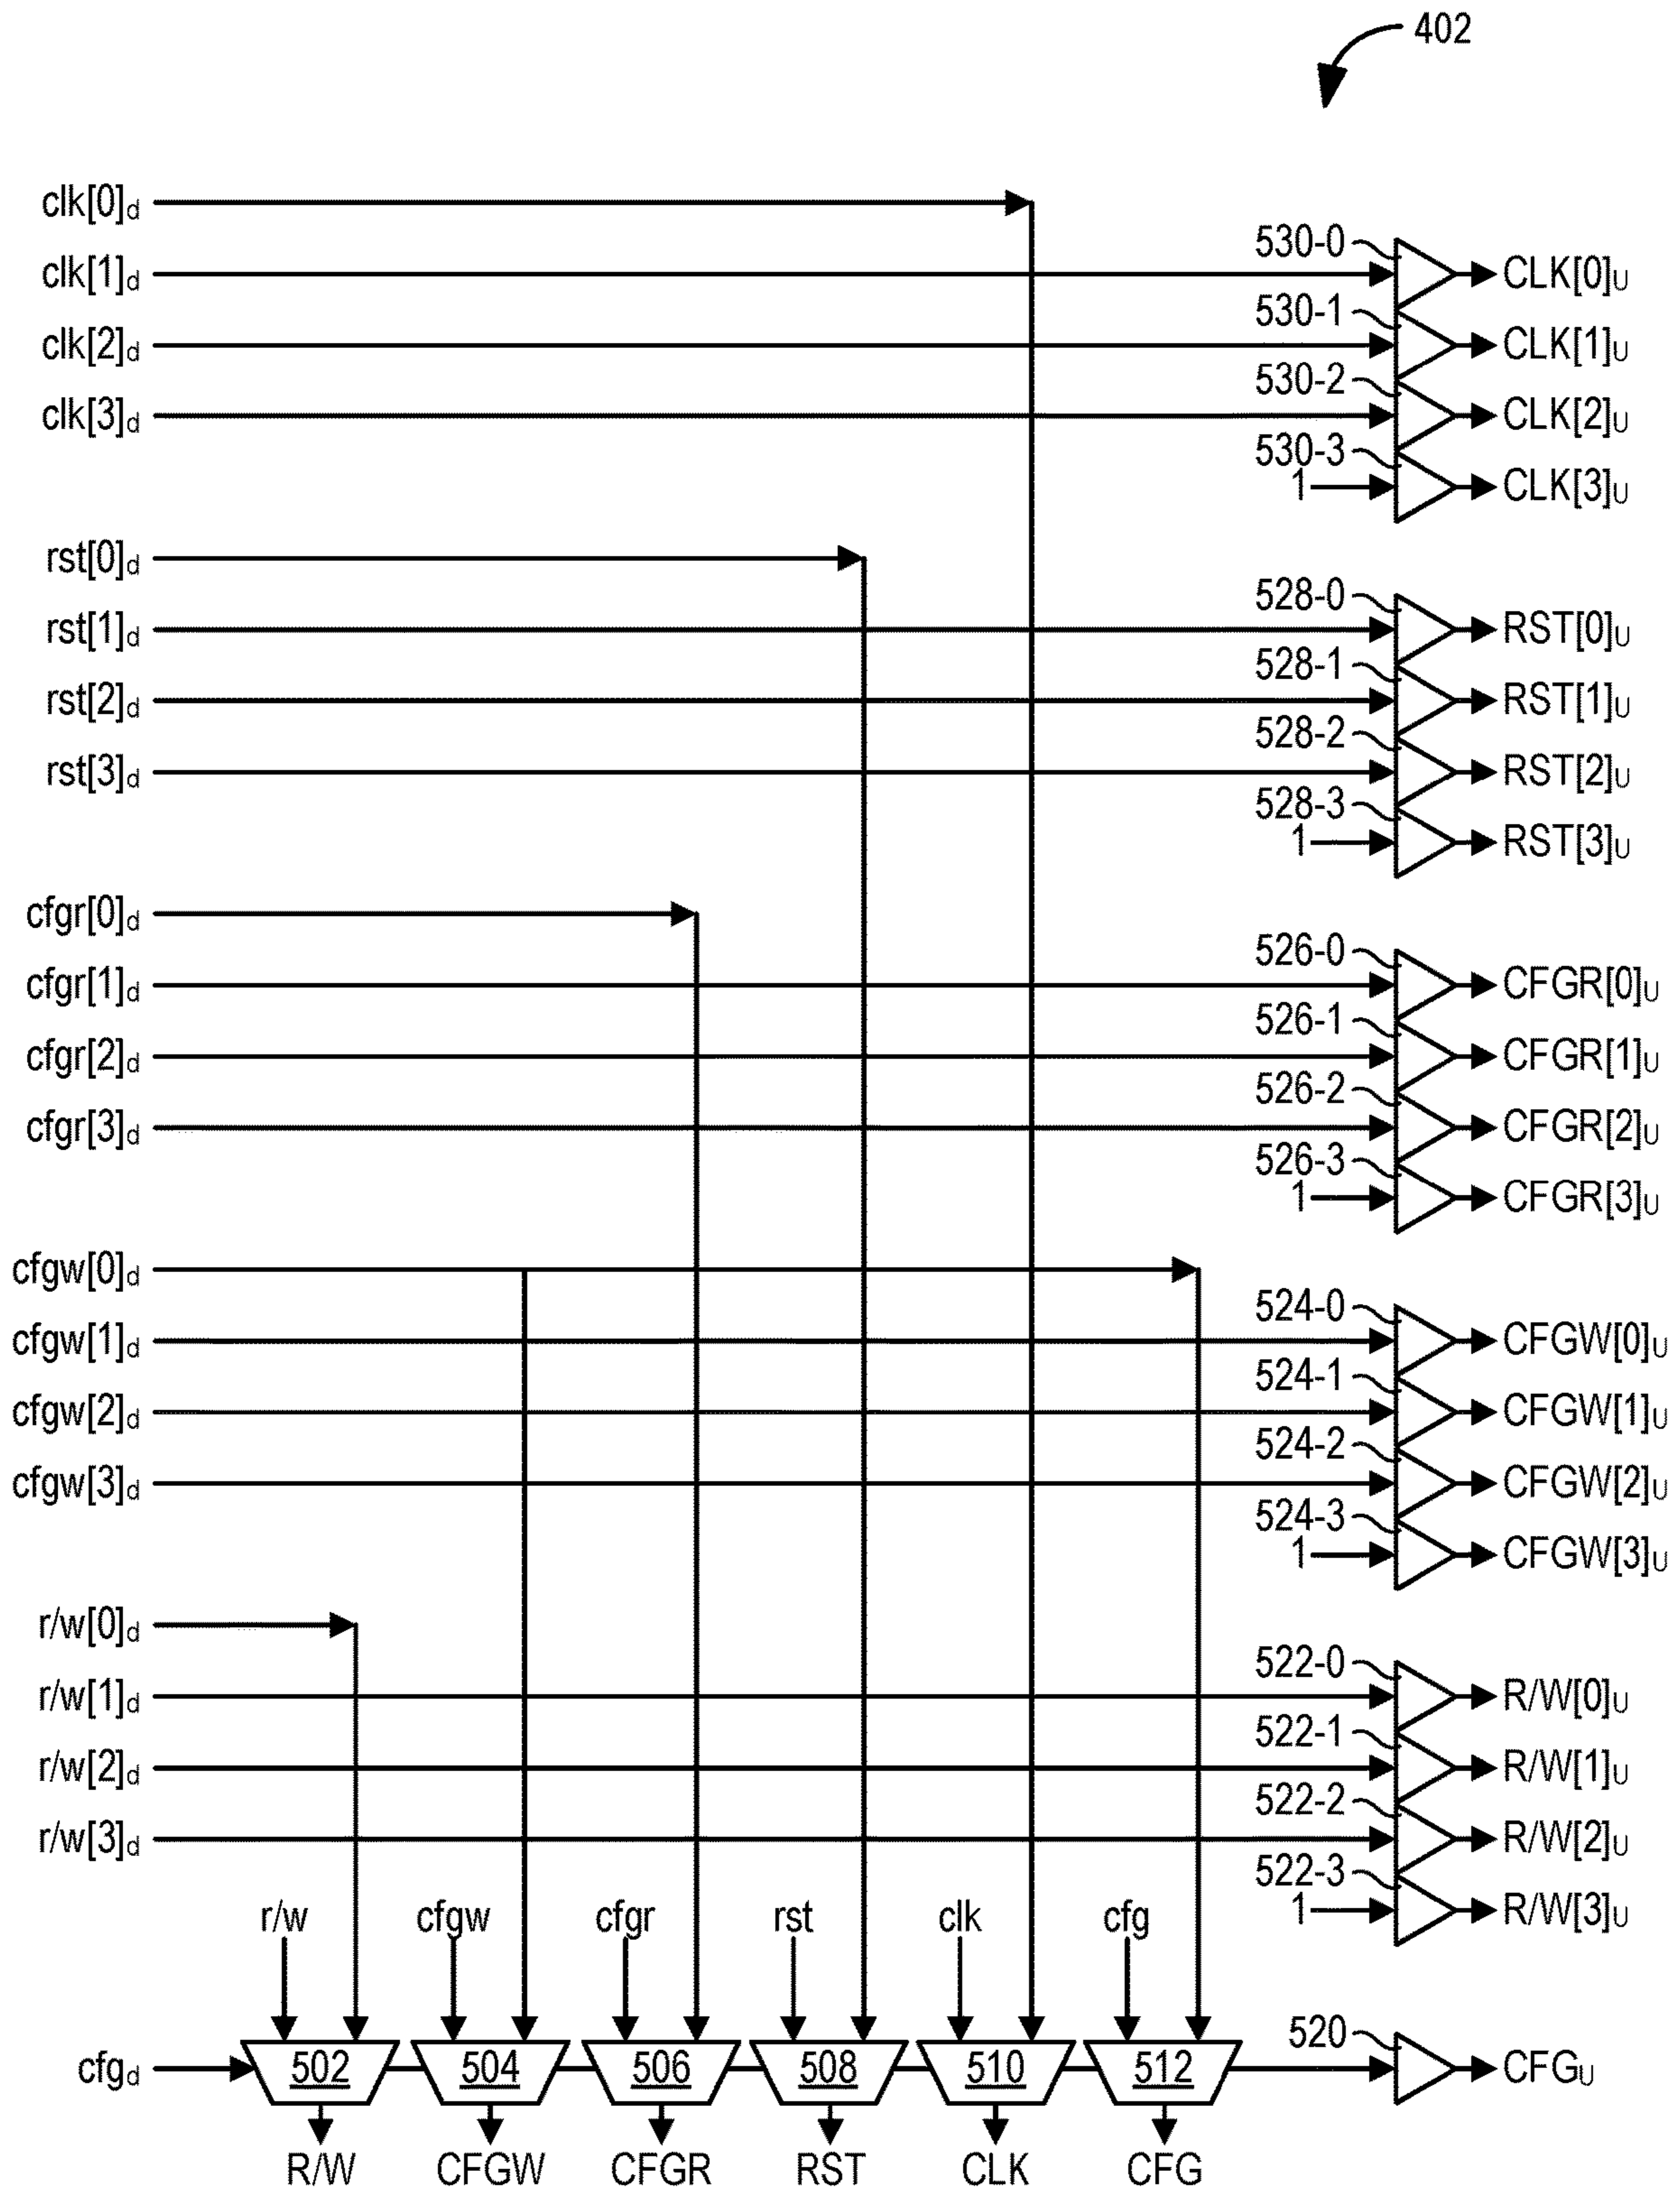 402
clk[0]d
530-0
clk[1]d CLK[0]U
530-1
clk[2]d CLK[1]U
530-2
clk[3]d CLK[2]U
530-3
1 CLK[3]U
rst[0]d
528-0
rst[1]d RST[0]U
528-1
rst[2]d RST[1]U
528-2
rst[3]d RST[2]U
528-3
1 RST[3]U
cfgr[0]d
526-0
cfgr[1]d CFGR[0]U
526-1
cfgr[2]d CFGR[1]U
526-2
cfgr[3]d CFGR[2]U
526-3
1 CFGR[3]U
cfgw[0]d
524-0
cfgw[1]d CFGW[0]U
524-1
cfgw[2]d CFGW[1]U
524-2
cfgw[3]d CFGW[2]U
524-3
1 CFGW[3]U
r/w[0]d
522-0
r/w[1]d R/W[0]U
522-1
r/w[2]d R/W[1]U
522-2
r/w[3]d R/W[2]U
522-3
1 R/W[3]U
r/w cfgw cfgr rst clk cfg
520
cfgd 502 504 506 508 510 512 CFGU
R/W CFGW CFGR RST CLK CFG